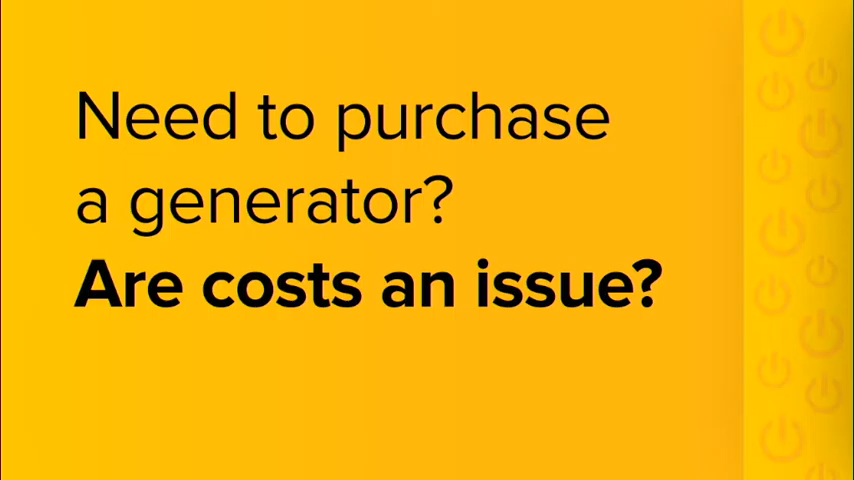 Need to purchase
a generator?
Are costs an issue?